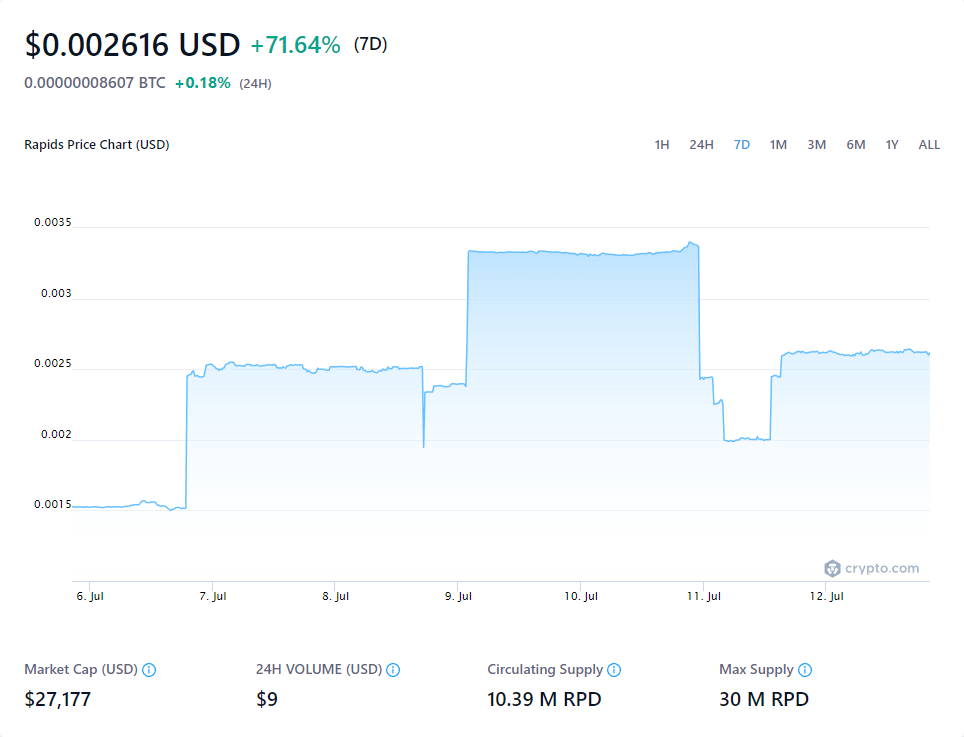 $0.002616 USD +71.64% (7D)
0.00000008607 BTC +0.18% (24H)
Rapids Price Chart (USD) 1H 24H 7D 1M 3M 6M 1Y ALL
0.0035
0.003
0.0025
0.002
0.0015
crypto.com
6. Jul 7. Jul 8. Jul 9. Jul 10. Jul 11. Jul 12. Jul
Market Cap (USD) 24H VOLUME (USD) Circulating Supply Max Supply
$27,177 $9 10.39 M RPD 30 M RPD